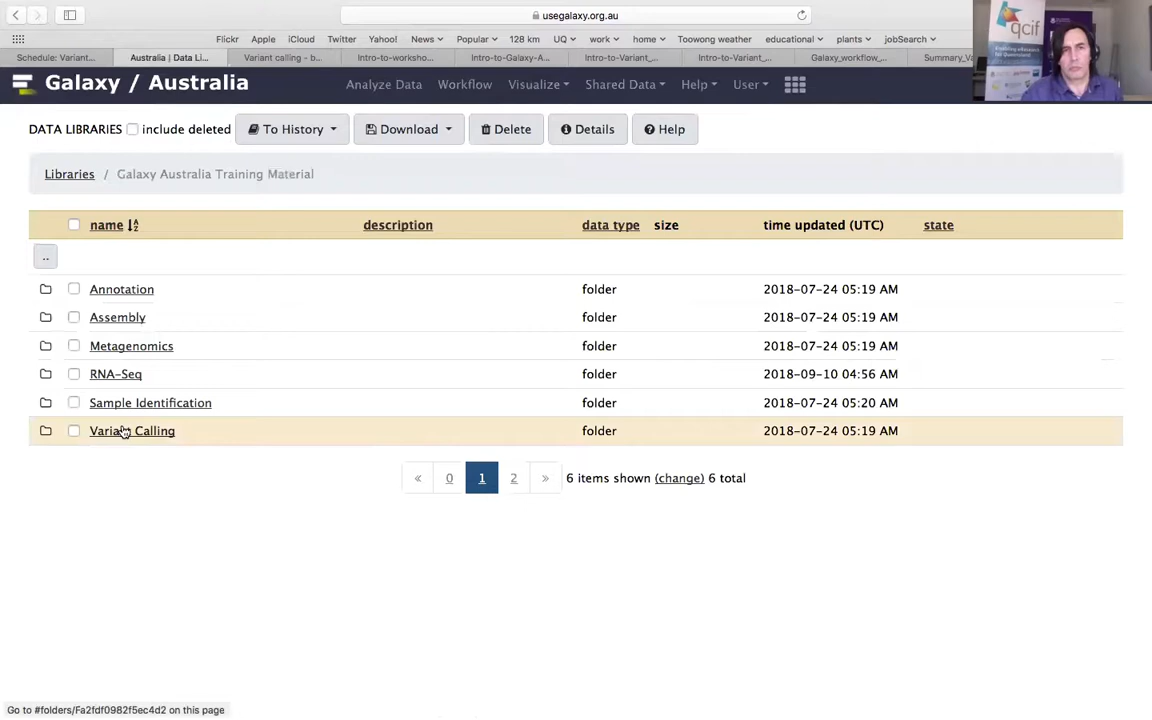 usegalaxy.org.au
Flickr Apple iCloud Twitter Yahoo! News Popular 128 km UQ work home Toowong weather educational plants jobSearch
Schedule: Variant... Australia | Data Li... Variant calling - b... Intro-to-worksho... Intro-to-Galaxy-A... Intro-to-Variant_... Intro-to-Variant_... Galaxy_workflow_... Summary_Va
qcif
Galaxy / Australia Analyze Data Workflow Visualize Shared Data Help User
DATA LIBRARIES include deleted To History Download Delete Details Help
Libraries / Galaxy Australia Training Material
name description data type size time updated (UTC) state
..
Annotation folder 2018-07-24 05:19 AM
Assembly folder 2018-07-24 05:19 AM
Metagenomics folder 2018-07-24 05:19 AM
RNA-Seq folder 2018-09-10 04:56 AM
Sample Identification folder 2018-07-24 05:20 AM
Variant Calling folder 2018-07-24 05:19 AM
« 0 1 2 » 6 items shown (change) 6 total
Go to #folders/Fa2fdf0982f5ec4d2 on this page